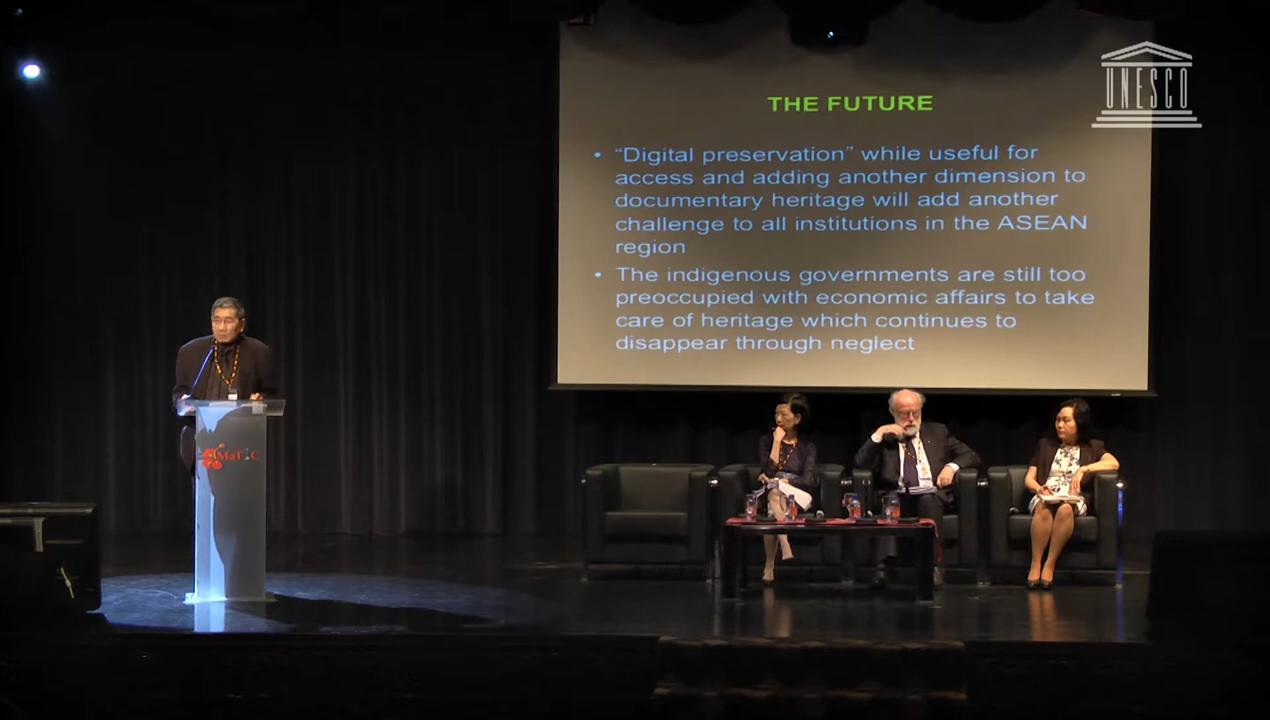 UNESCO
THE FUTURE
• “Digital preservation” while useful for
access and adding another dimension to
documentary heritage will add another
challenge to all institutions in the ASEAN
region
• The indigenous governments are still too
preoccupied with economic affairs to take
care of heritage which continues to
disappear through neglect
MaTiC